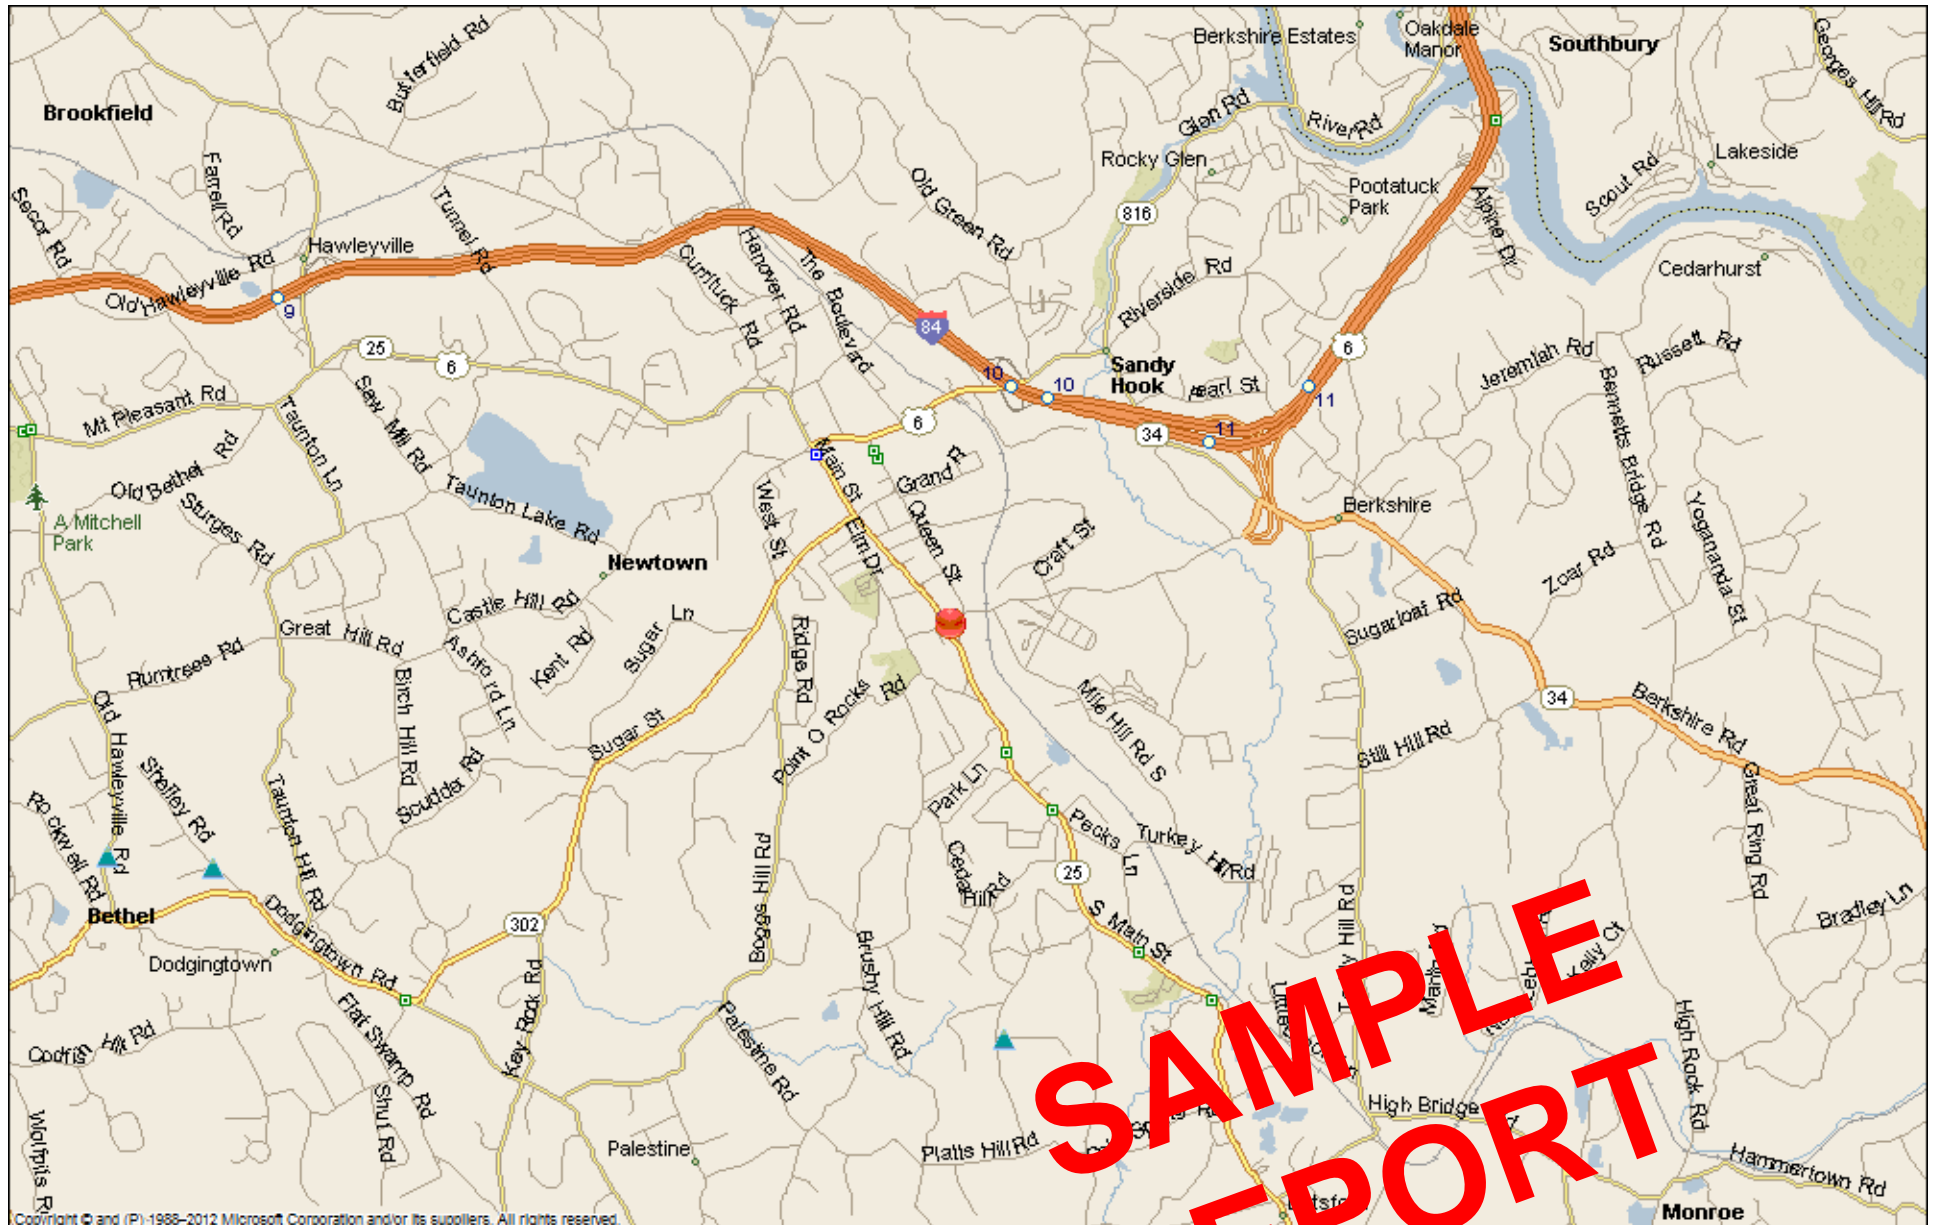 Butterfield Rd
Berkshire Estates
Oakdale
Manor
Southbury
Georges Hill Rd
Brookfield
Glen Rd
River Rd
Farrell Rd
Rocky Glen
Lakeside
Scout Rd
Pootatuck
Park
Alpine Dr
Secor Rd
Tunnel Rd
Old Green Rd
816
Hawleyville
Currituck Rd
Hanover Rd
The Boulevard
Riverside Rd
Cedarhurst
Old Hawleyville Rd
9
84
6
25
6
Sandy
Hook
10
10
Pearl St
11
Jeremiah Rd
Russett Rd
Bennetts Bridge Rd
Mt Pleasant Rd
Taunton Ln
Saw Mill Rd
6
34
11
Old Bethel Rd
Main St
Grand
Sturges Rd
Taunton Lake Rd
West St
Elm Dr
Queen St
Craft St
Berkshire
Yogananda St
A Mitchell
Park
Newtown
Zoar Rd
Castle Hill Rd
Sugar Ln
Sugarloaf Rd
Great Hill Rd
Ashford Ln
Kent Rd
Ridge Rd
Rumtrees Rd
Birch Hill Rd
Point O Rocks Rd
Mile Hill Rd S
34
Berkshire Rd
Old Hawleyville Rd
Sugar St
Still Hill Rd
Shelley Rd
Scudder Rd
Park Ln
Great Ring Rd
Rockwell Rd
Taunton Hill Rd
Boggs Hill Rd
Cedar Hill Rd
Pecks Ln
Turkey Hill Rd
25
Bethel
302
S Main St
Bradley Ln
Dodgingtown
Dodgingtown Rd
Key Rock Rd
Brushy Hill Rd
Hill Rd
Kelly Ct
Flat Swamp Rd
Palestine Rd
High Rock Rd
Codfish Hill Rd
Shut Rd
SAMPLE
High Bridge
Wolfpits R
Palestine
Platts Hill Rd
Hammertown Rd
EPORT
Monroe
Copyright © and (P) 1988–2012 Microsoft Corporation and/or its suppliers. All rights reserved.